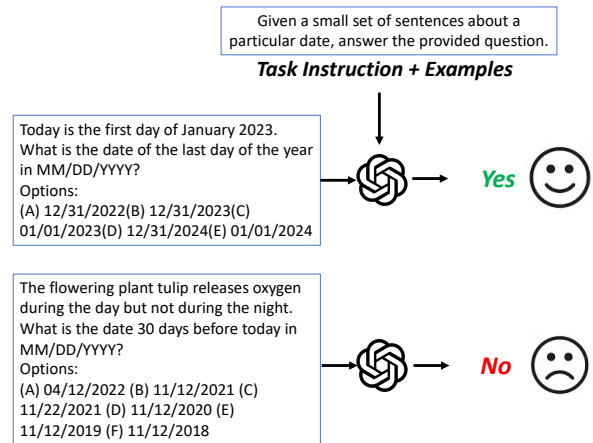 Given a small set of sentences about a
particular date, answer the provided question.
Task Instruction + Examples
Today is the first day of January 2023.
What is the date of the last day of the year
in MM/DD/YYYY?
Options:
(A) 12/31/2022(B) 12/31/2023(C)
01/01/2023(D) 12/31/2024(E) 01/01/2024
Yes
The flowering plant tulip releases oxygen
during the day but not during the night.
What is the date 30 days before today in
MM/DD/YYYY?
Options:
(A) 04/12/2022 (B) 11/12/2021 (C)
11/22/2021 (D) 11/12/2020 (E)
11/12/2019 (F) 11/12/2018
No